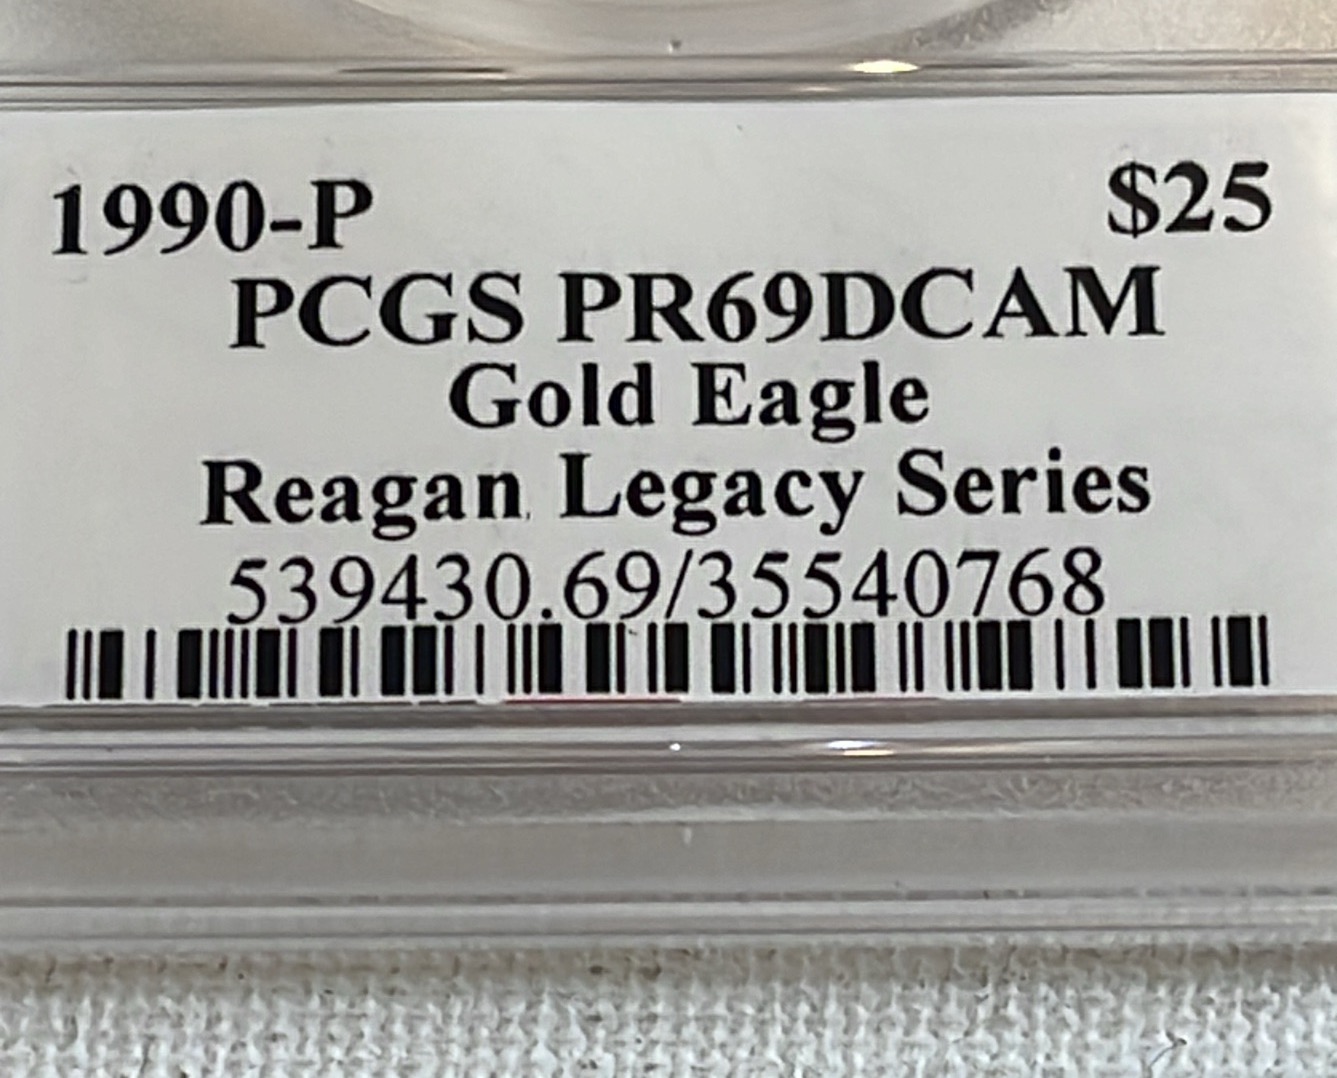 1990-P $25
PCGS PR69DCAM
Gold Eagle
Reagan Legacy Series
539430.69/35540768